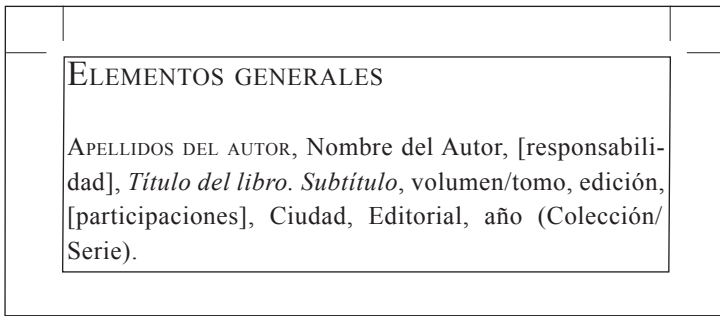 Elementos generales
Apellidos del autor, Nombre del Autor, [responsabili-
dad], Título del libro. Subtítulo, volumen/tomo, edición,
[participaciones], Ciudad, Editorial, año (Colección/
Serie).